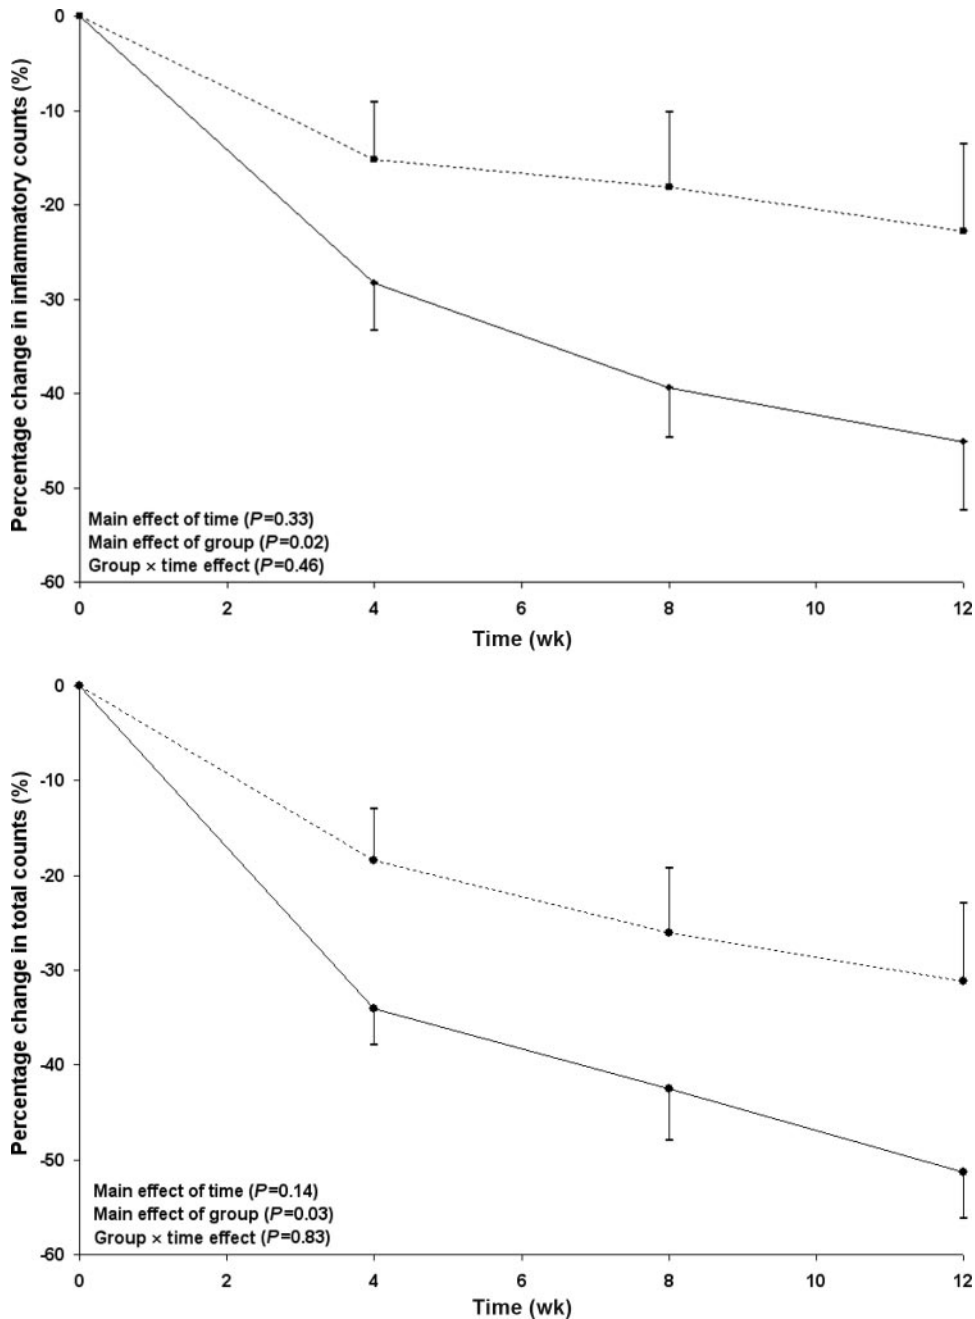 Percentage change in inflammatory counts (%)
0
-10
-20
-30
-40
-50
-60
Main effect of time (P=0.33)
Main effect of group (P=0.02)
Group × time effect (P=0.46)
0 2 4 6 8 10 12
Time (wk)
Percentage change in total counts (%)
0
-10
-20
-30
-40
-50
-60
Main effect of time (P=0.14)
Main effect of group (P=0.03)
Group × time effect (P=0.83)
0 2 4 6 8 10 12
Time (wk)